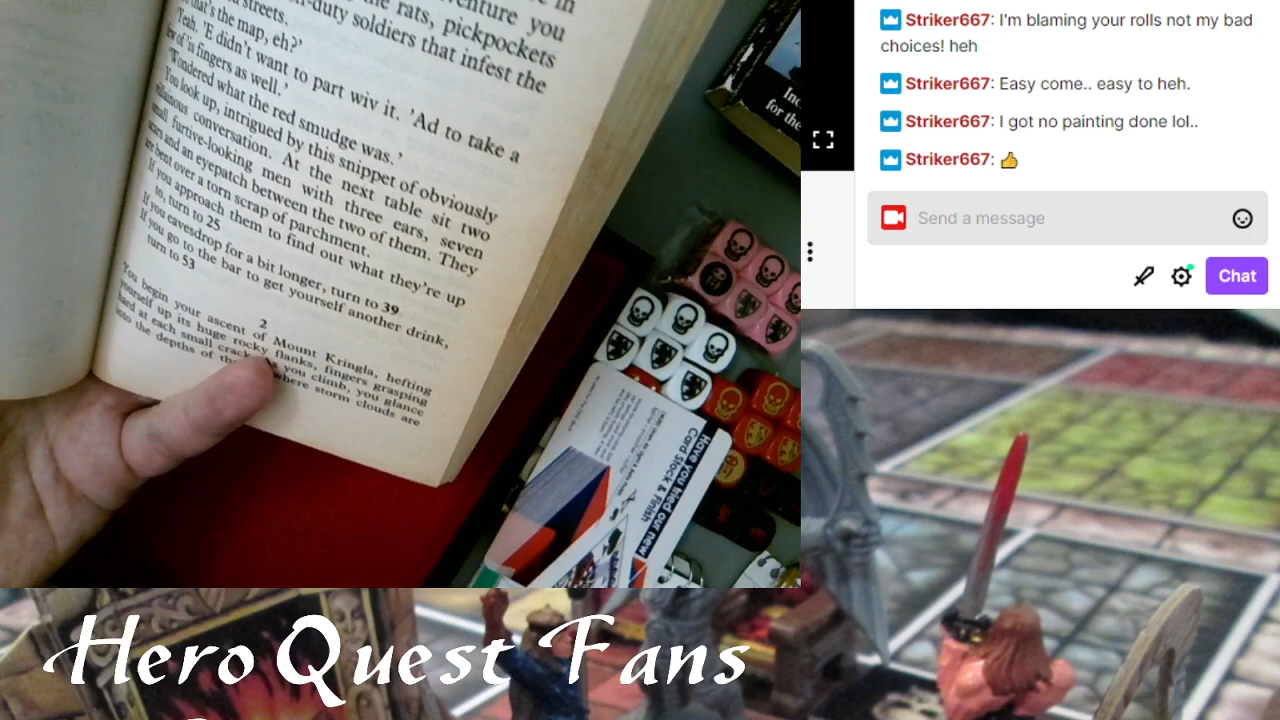 venture you
streets.
-duty soldiers that infest the
the rats, pickpockets
that's the map, eh?'
Yeah. 'E didn't want to part wiv it. 'Ad to take a
few of 'is fingers as well.'
'Wondered what the red smudge was.'
You look up, intrigued by this snippet of obviously
villainous conversation. At the next table sit two
small furtive-looking men with three ears, seven
scars and an eyepatch between the two of them. They
are bent over a torn scrap of parchment.
If you approach them to find out what they're up
to, turn to 25
If you eavesdrop for a bit longer, turn to 39
If you go to the bar to get yourself another drink,
turn to 53
2
You begin your ascent of Mount Kringla, hefting
yourself up its huge rocky flanks, fingers grasping
hard at each small crack. As you climb, you glance
into the depths of the where storm clouds are
for the
Have you tried our new
Card Stock & Finish
Striker667: I'm blaming your rolls not my bad
choices! heh
Striker667: Easy come.. easy to heh.
Striker667: I got no painting done lol..
Striker667: 👍
Send a message
Chat
Hero Quest Fans